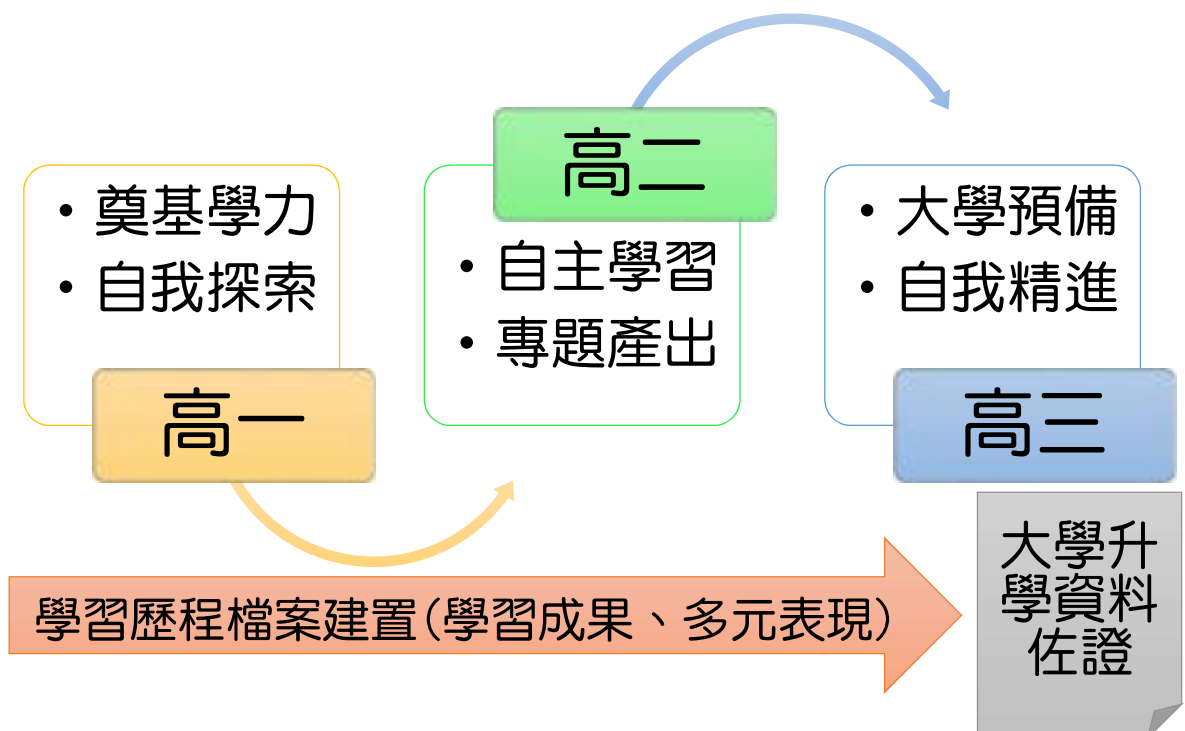 • 奠基學力
• 自我探索
高一
高二
• 自主學習
• 專題產出
• 大學預備
• 自我精進
高三
學習歷程檔案建置(學習成果、多元表現)
大學升
學資料
佐證